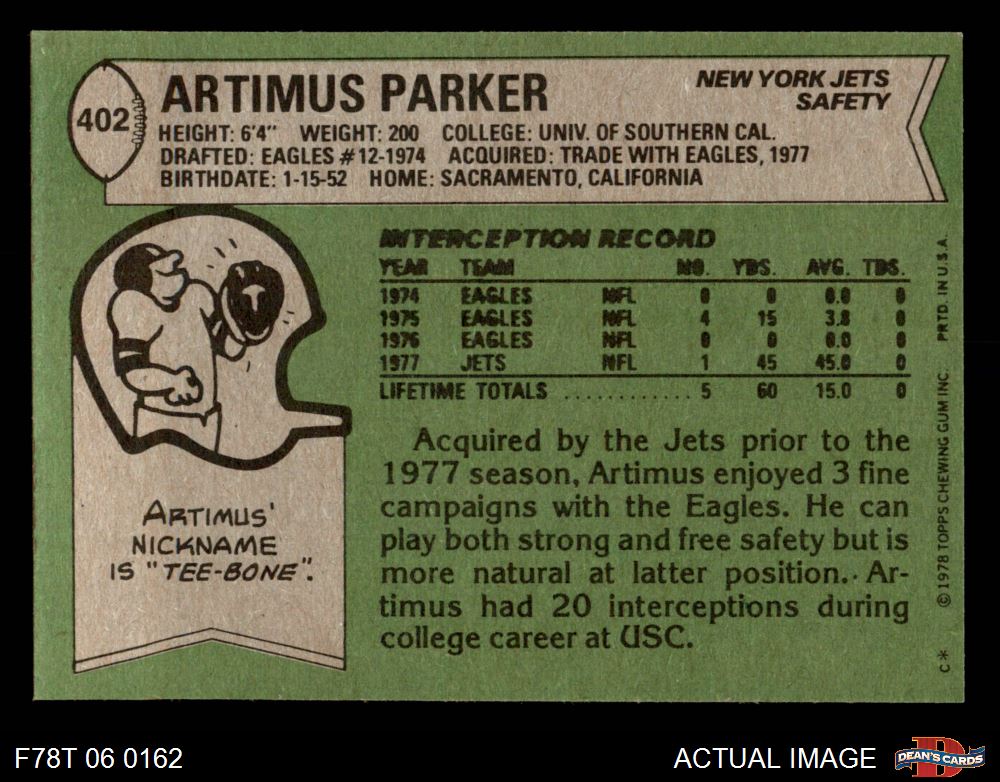 402
ARTIMUS PARKER
NEW YORK JETS
SAFETY
HEIGHT: 6'4" WEIGHT: 200 COLLEGE: UNIV. OF SOUTHERN CAL.
DRAFTED: EAGLES #12-1974 ACQUIRED: TRADE WITH EAGLES, 1977
BIRTHDATE: 1-15-52 HOME: SACRAMENTO, CALIFORNIA
T
ARTIMUS'
NICKNAME
IS "TEE-BONE".
INTERCEPTION RECORD
YEAR TEAM NO. YDS. AVG. TDS.
1974 EAGLES NFL 0 0 0.0 0
1975 EAGLES NFL 4 15 3.8 0
1976 EAGLES NFL 0 0 0.0 0
1977 JETS NFL 1 45 45.0 0
LIFETIME TOTALS ............ 5 60 15.0 0
Acquired by the Jets prior to the
1977 season, Artimus enjoyed 3 fine
campaigns with the Eagles. He can
play both strong and free safety but is
more natural at latter position.. Ar-
timus had 20 interceptions during
college career at USC.
C* © 1978 TOPPS CHEWING GUM INC. PRTD. IN U.S.A.
F78T 06 0162
ACTUAL IMAGE
D
DEAN'S CARDS